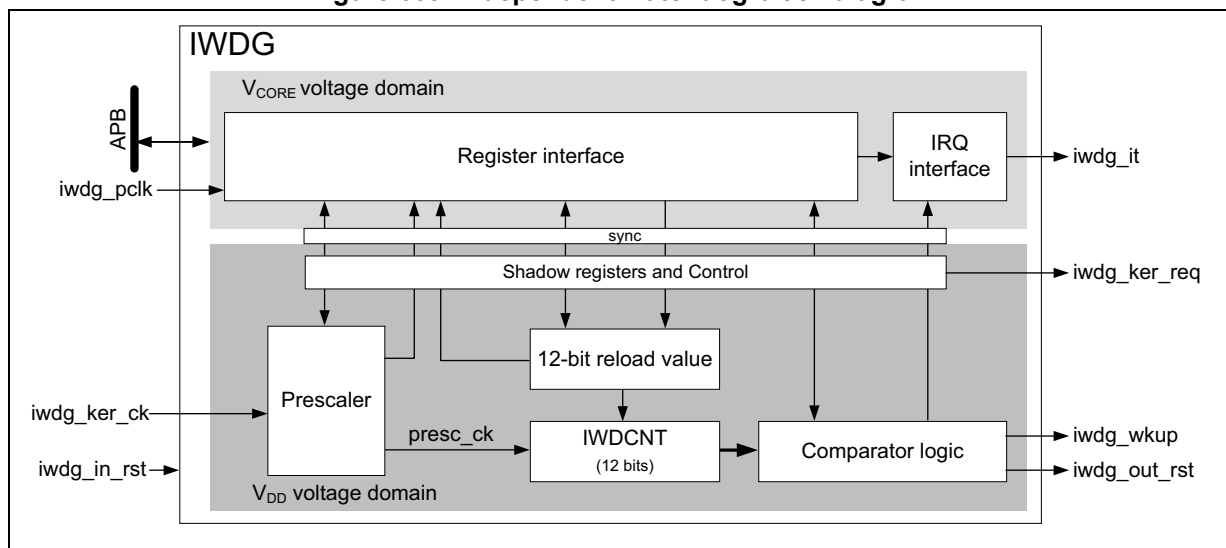 IWDG
VCORE voltage domain
APB
Register interface
IRQ
interface
iwdg_it
iwdg_pclk
sync
Shadow registers and Control
iwdg_ker_req
12-bit reload value
Prescaler
iwdg_ker_ck
presc_ck
IWDCNT
(12 bits)
Comparator logic
iwdg_wkup
iwdg_in_rst
iwdg_out_rst
VDD voltage domain